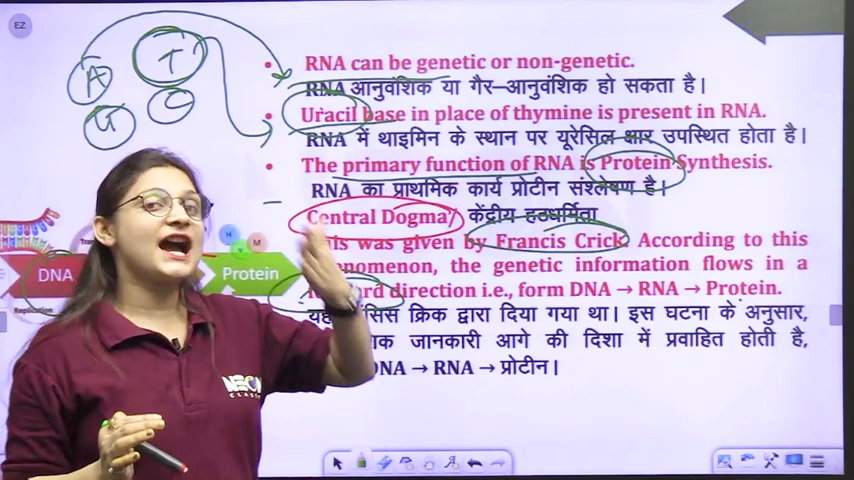 EZ
A
T
G
C
• RNA can be genetic or non-genetic.
RNA आनुवंशिक या गैर–आनुवंशिक हो सकता है।
• Uracil base in place of thymine is present in RNA.
RNA में थाइमिन के स्थान पर यूरेसिल क्षार उपस्थित होता है।
• The primary function of RNA is Protein Synthesis.
RNA का प्राथमिक कार्य प्रोटीन संश्लेषण है।
Central Dogma/ केंद्रीय हठधर्मिता
by Francis Crick. According to this
the genetic information flows in a
direction i.e., form DNA → RNA → Protein.
क्रिक द्वारा दिया गया था। इस घटना के अनुसार,
जानकारी आगे की दिशा में प्रवाहित होती है,
DNA → RNA → प्रोटीन।
H
Y
M
DNA
Protein
Replication
NEON
CLASSES